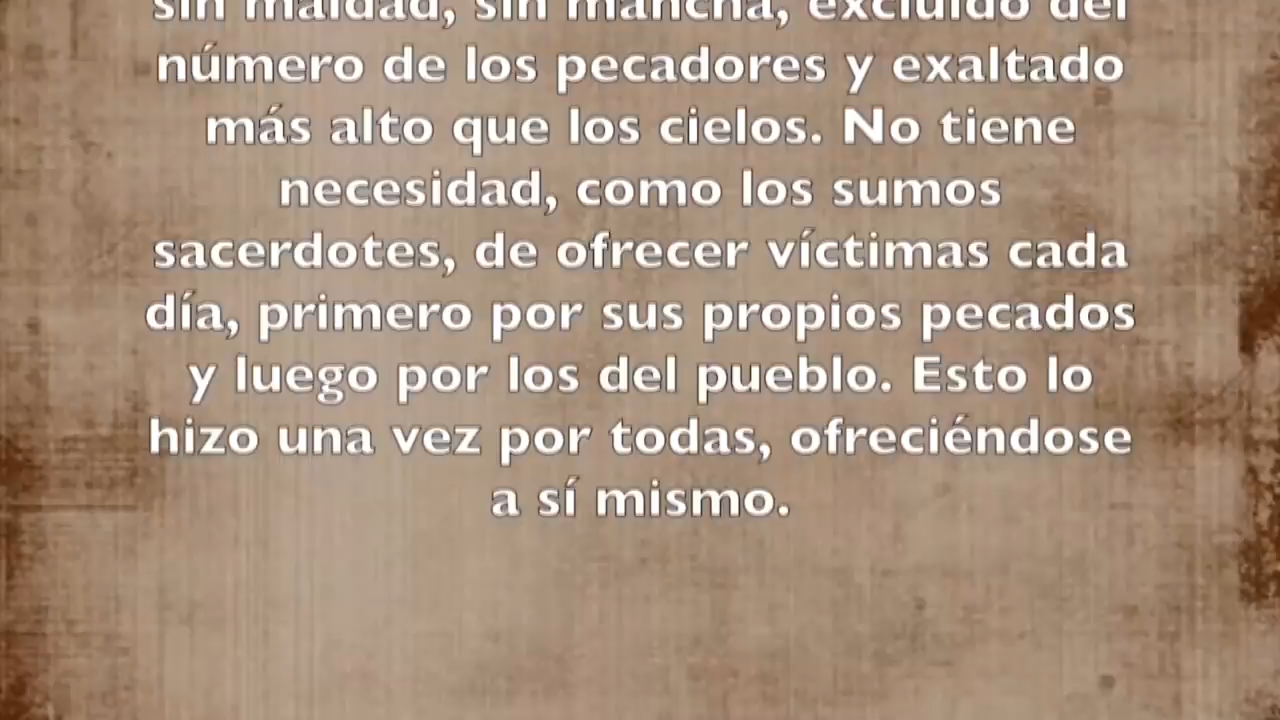 sin maldad, sin mancha, excluido del
número de los pecadores y exaltado
más alto que los cielos. No tiene
necesidad, como los sumos
sacerdotes, de ofrecer víctimas cada
día, primero por sus propios pecados
y luego por los del pueblo. Esto lo
hizo una vez por todas, ofreciéndose
a sí mismo.